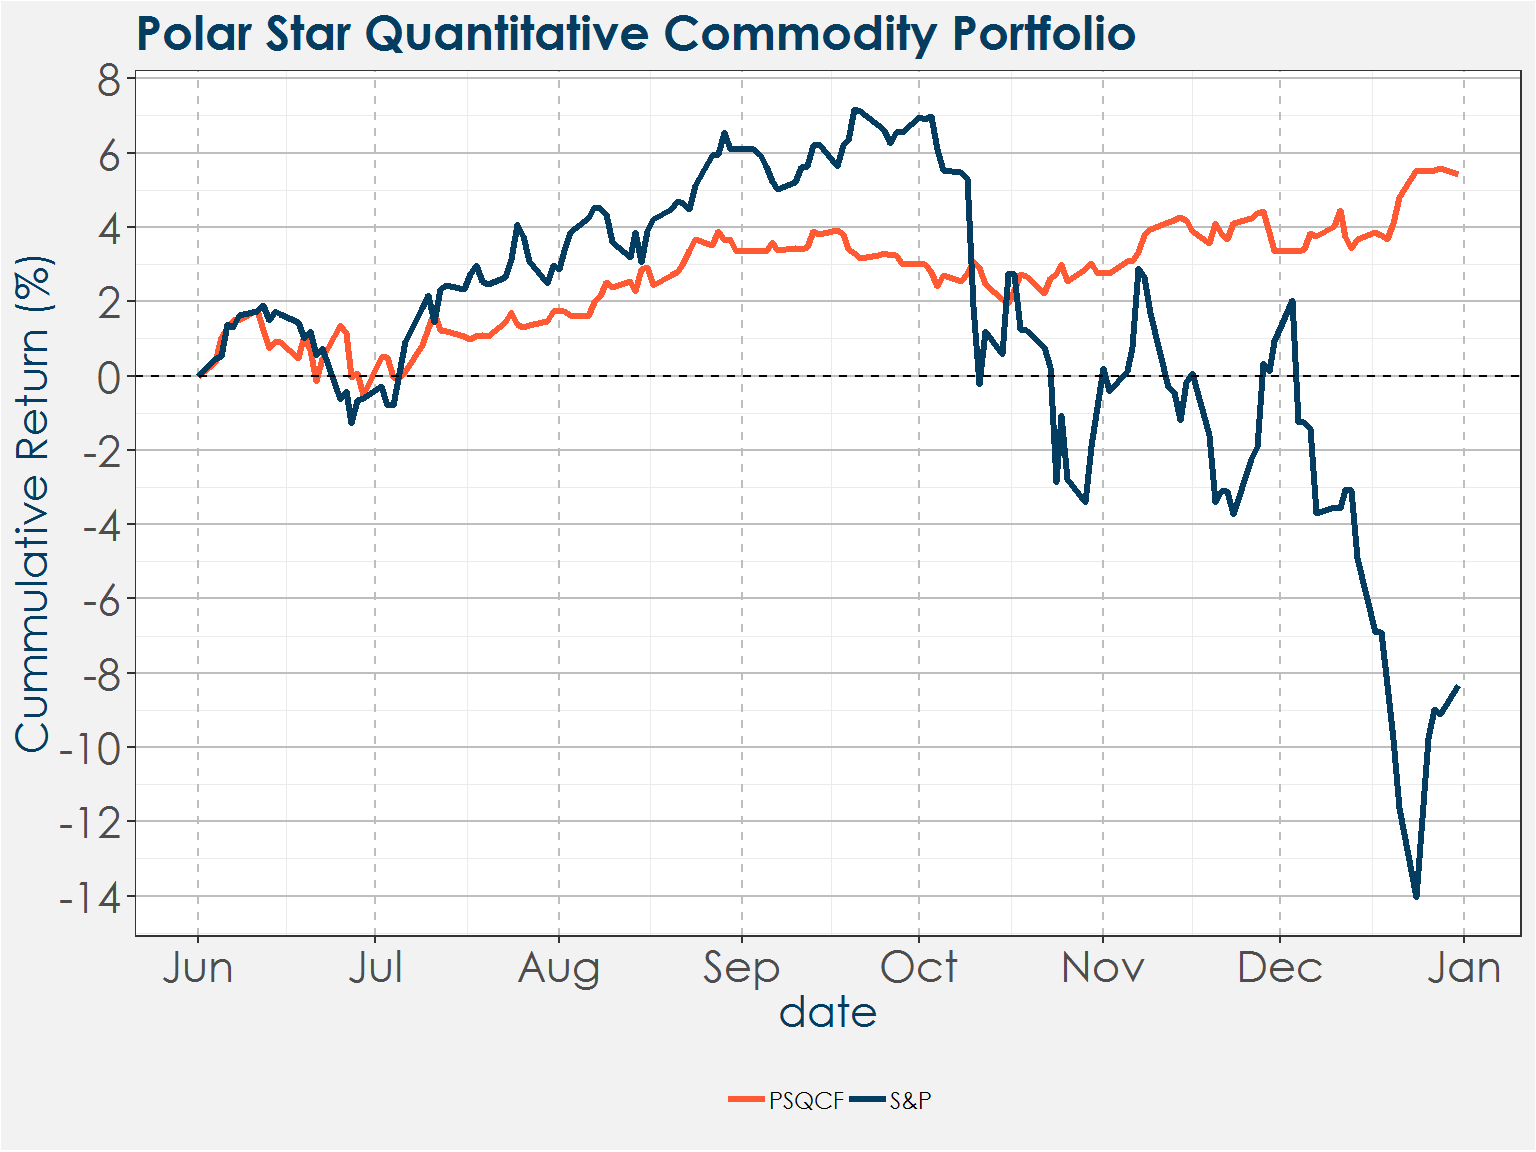 Polar Star Quantitative Commodity Portfolio
Cummulative Return (%)
8
6
4
2
0
-2
-4
-6
-8
-10
-12
-14
Jun Jul Aug Sep Oct Nov Dec Jan
date
PSQCF S&P